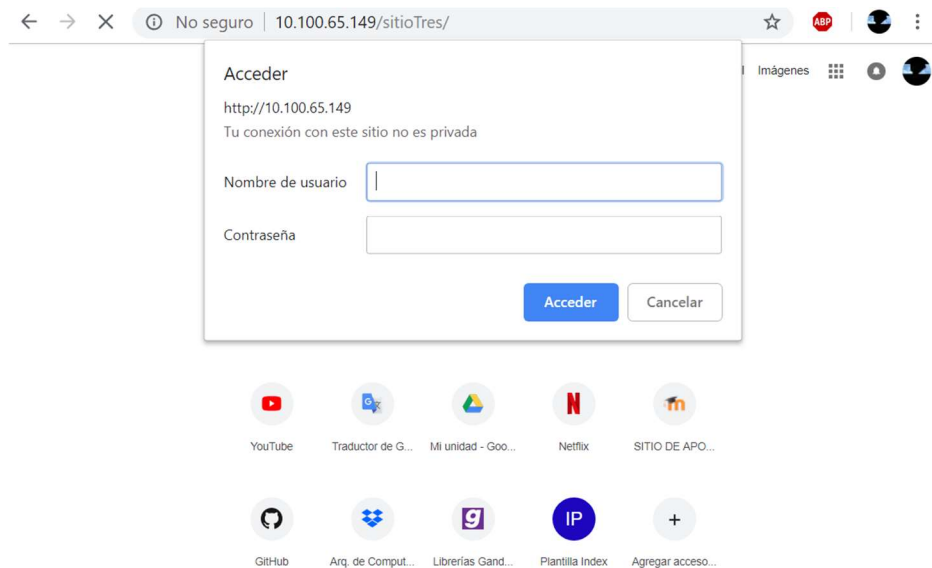 No seguro | 10.100.65.149/sitioTres/
ABP
Acceder
Imágenes
http://10.100.65.149
Tu conexión con este sitio no es privada
Nombre de usuario
Contraseña
Acceder Cancelar
YouTube Traductor de G... Mi unidad - Goo... Netflix SITIO DE APO...
IP
GitHub Arq. de Comput... Librerías Gand... Plantilla Index Agregar acceso...